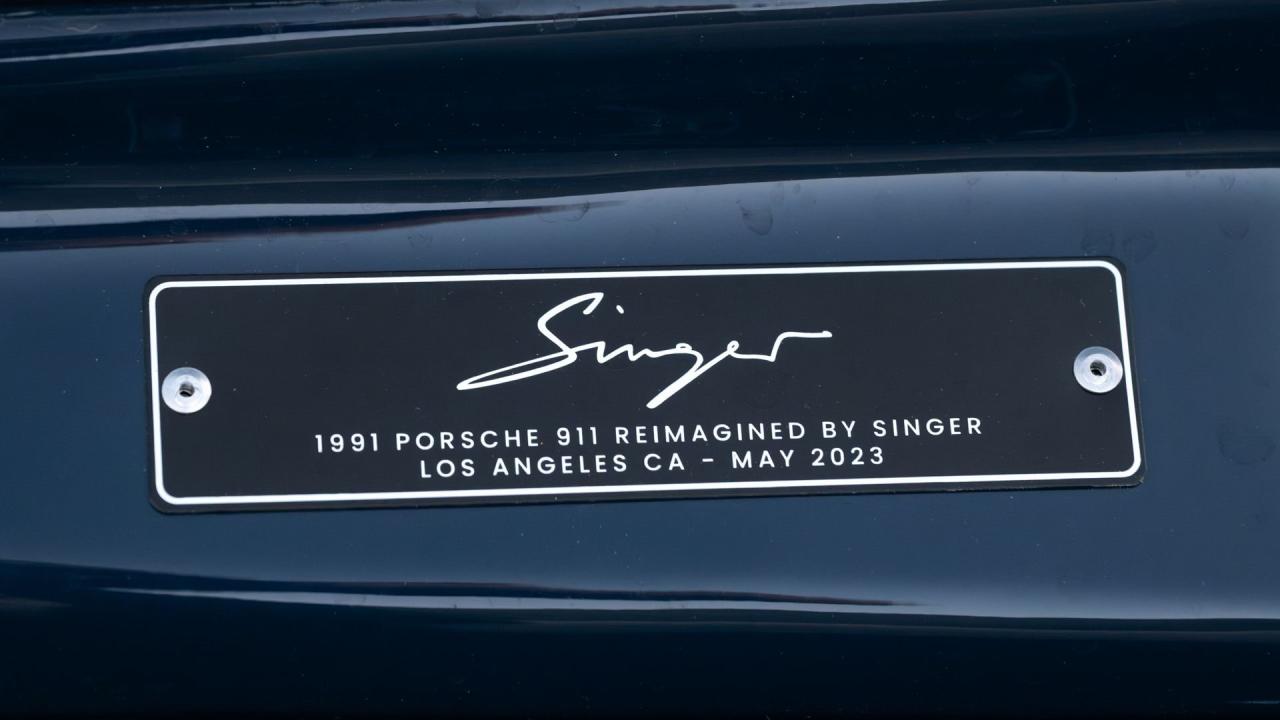 Singer
1991 PORSCHE 911 REIMAGINED BY SINGER
LOS ANGELES CA - MAY 2023